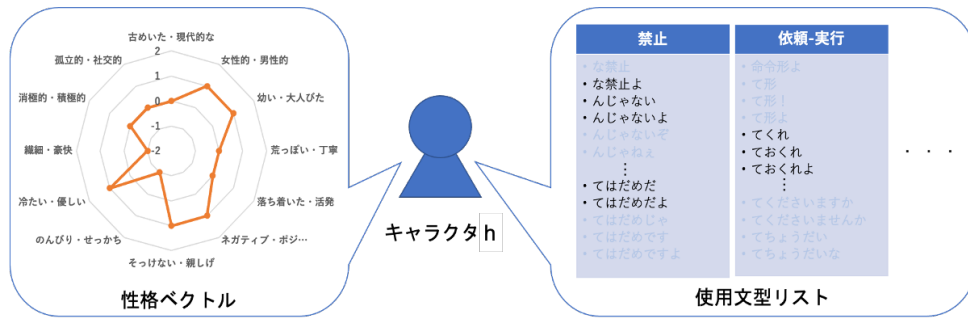 古めいた・現代的な
女性的・男性的
幼い・大人びた
荒っぽい・丁寧
落ち着いた・活発
ネガティブ・ポジ…
そっけない・親しげ
のんびり・せっかち
冷たい・優しい
繊細・豪快
消極的・積極的
孤立的・社交的
2
1
0
-1
-2
性格ベクトル
キャラクタh
禁止
・な禁止
・な禁止よ
・んじゃない
・んじゃないよ
・んじゃないぞ
・んじゃねぇ
⋮
・てはだめだ
・てはだめだよ
・てはだめじゃ
・てはだめです
・てはだめですよ
依頼-実行
・命令形よ
・て形
・て形！
・て形よ
・てくれ
・ておくれ
・ておくれよ
⋮
・てくださいますか
・てくださいませんか
・てちょうだい
・てちょうだいな
・・・
使用文型リスト